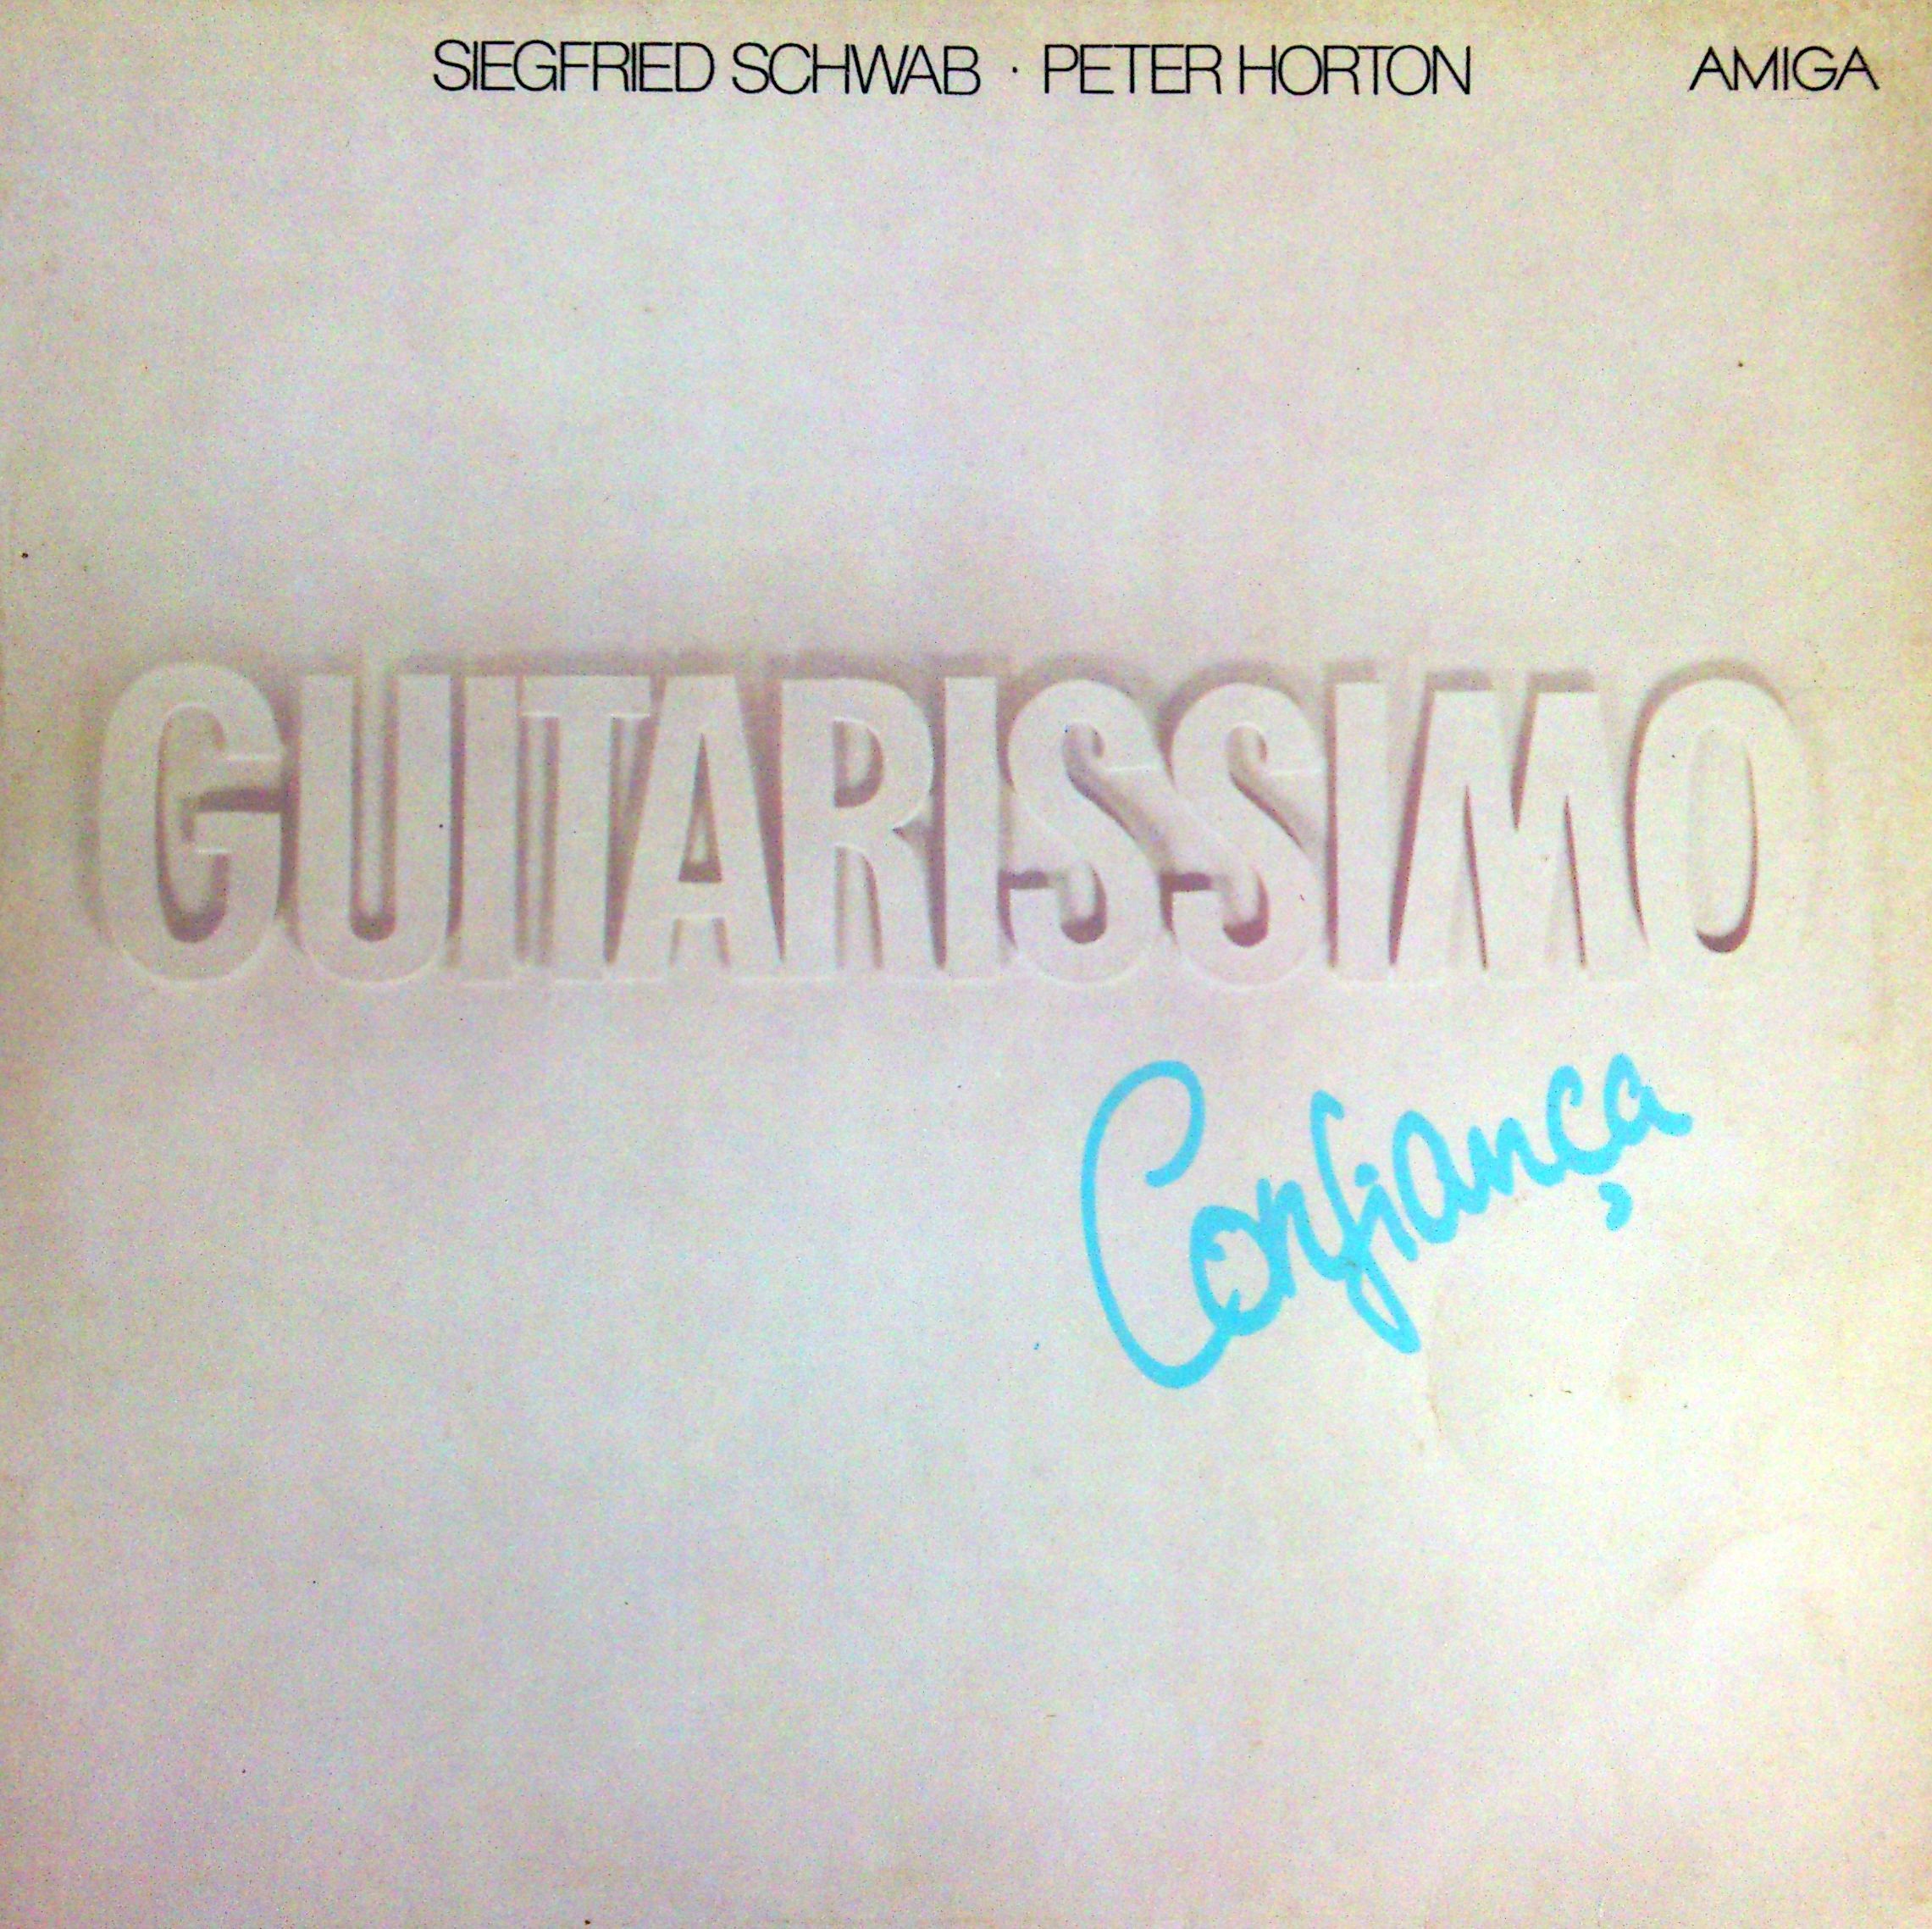 SIEGFRIED SCHWAB · PETER HORTON AMIGA
GUITARISSIMO
Confiança